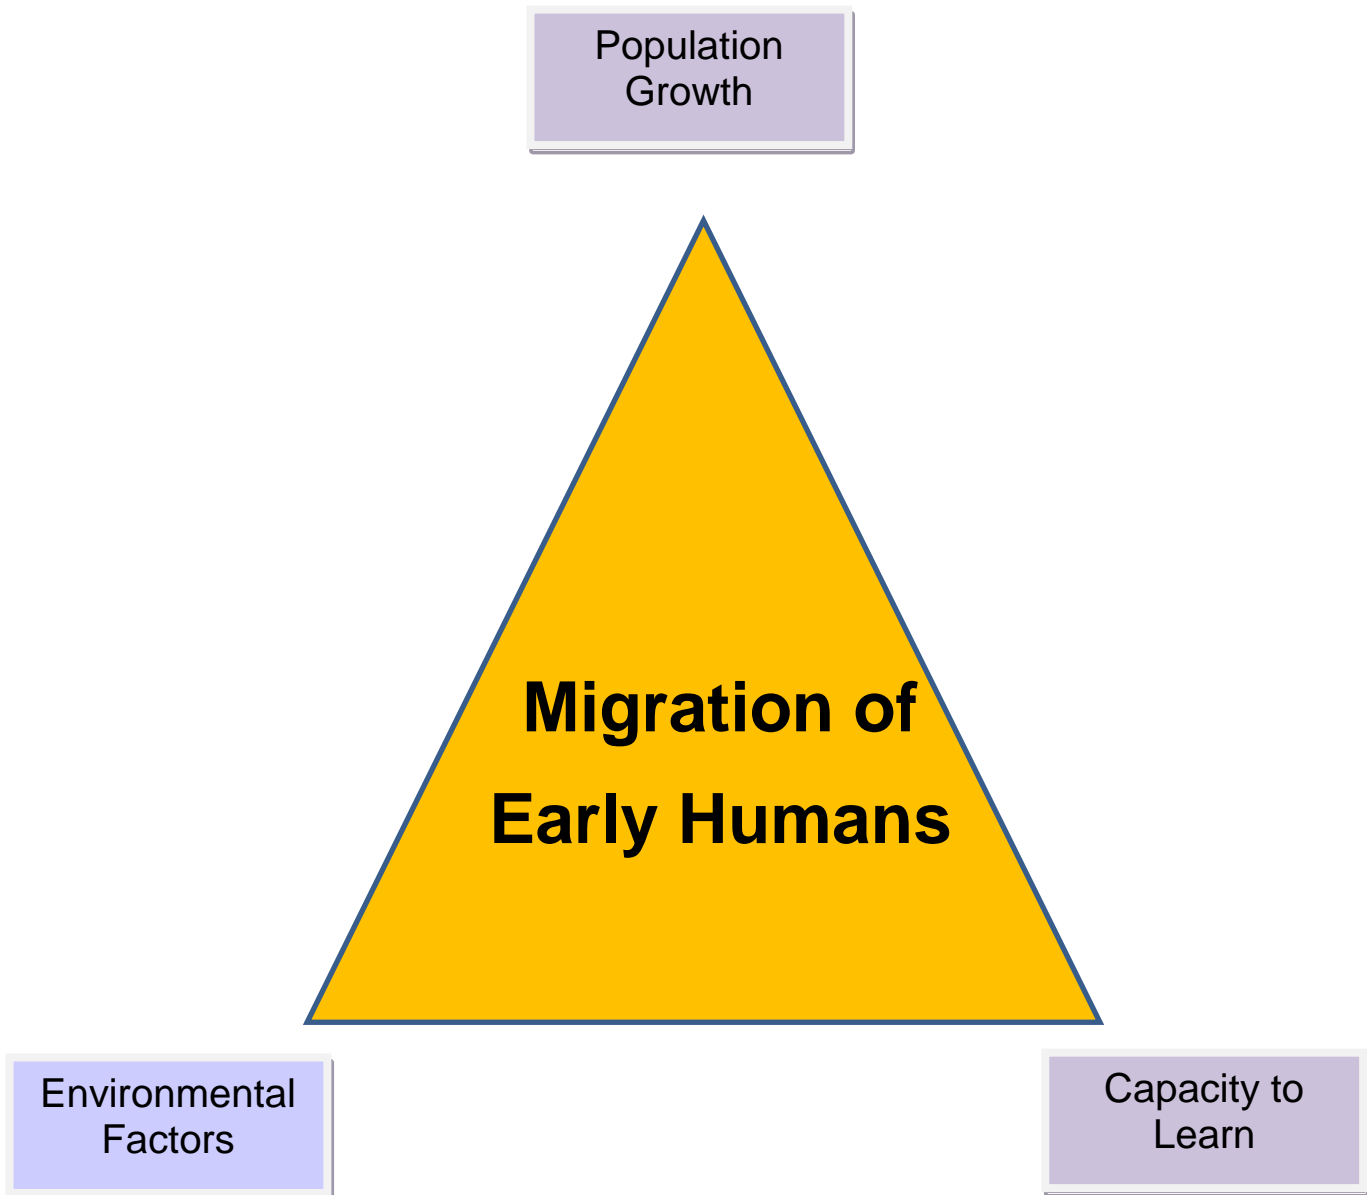 Population
Growth
Migration of
Early Humans
Environmental
Factors
Capacity to
Learn